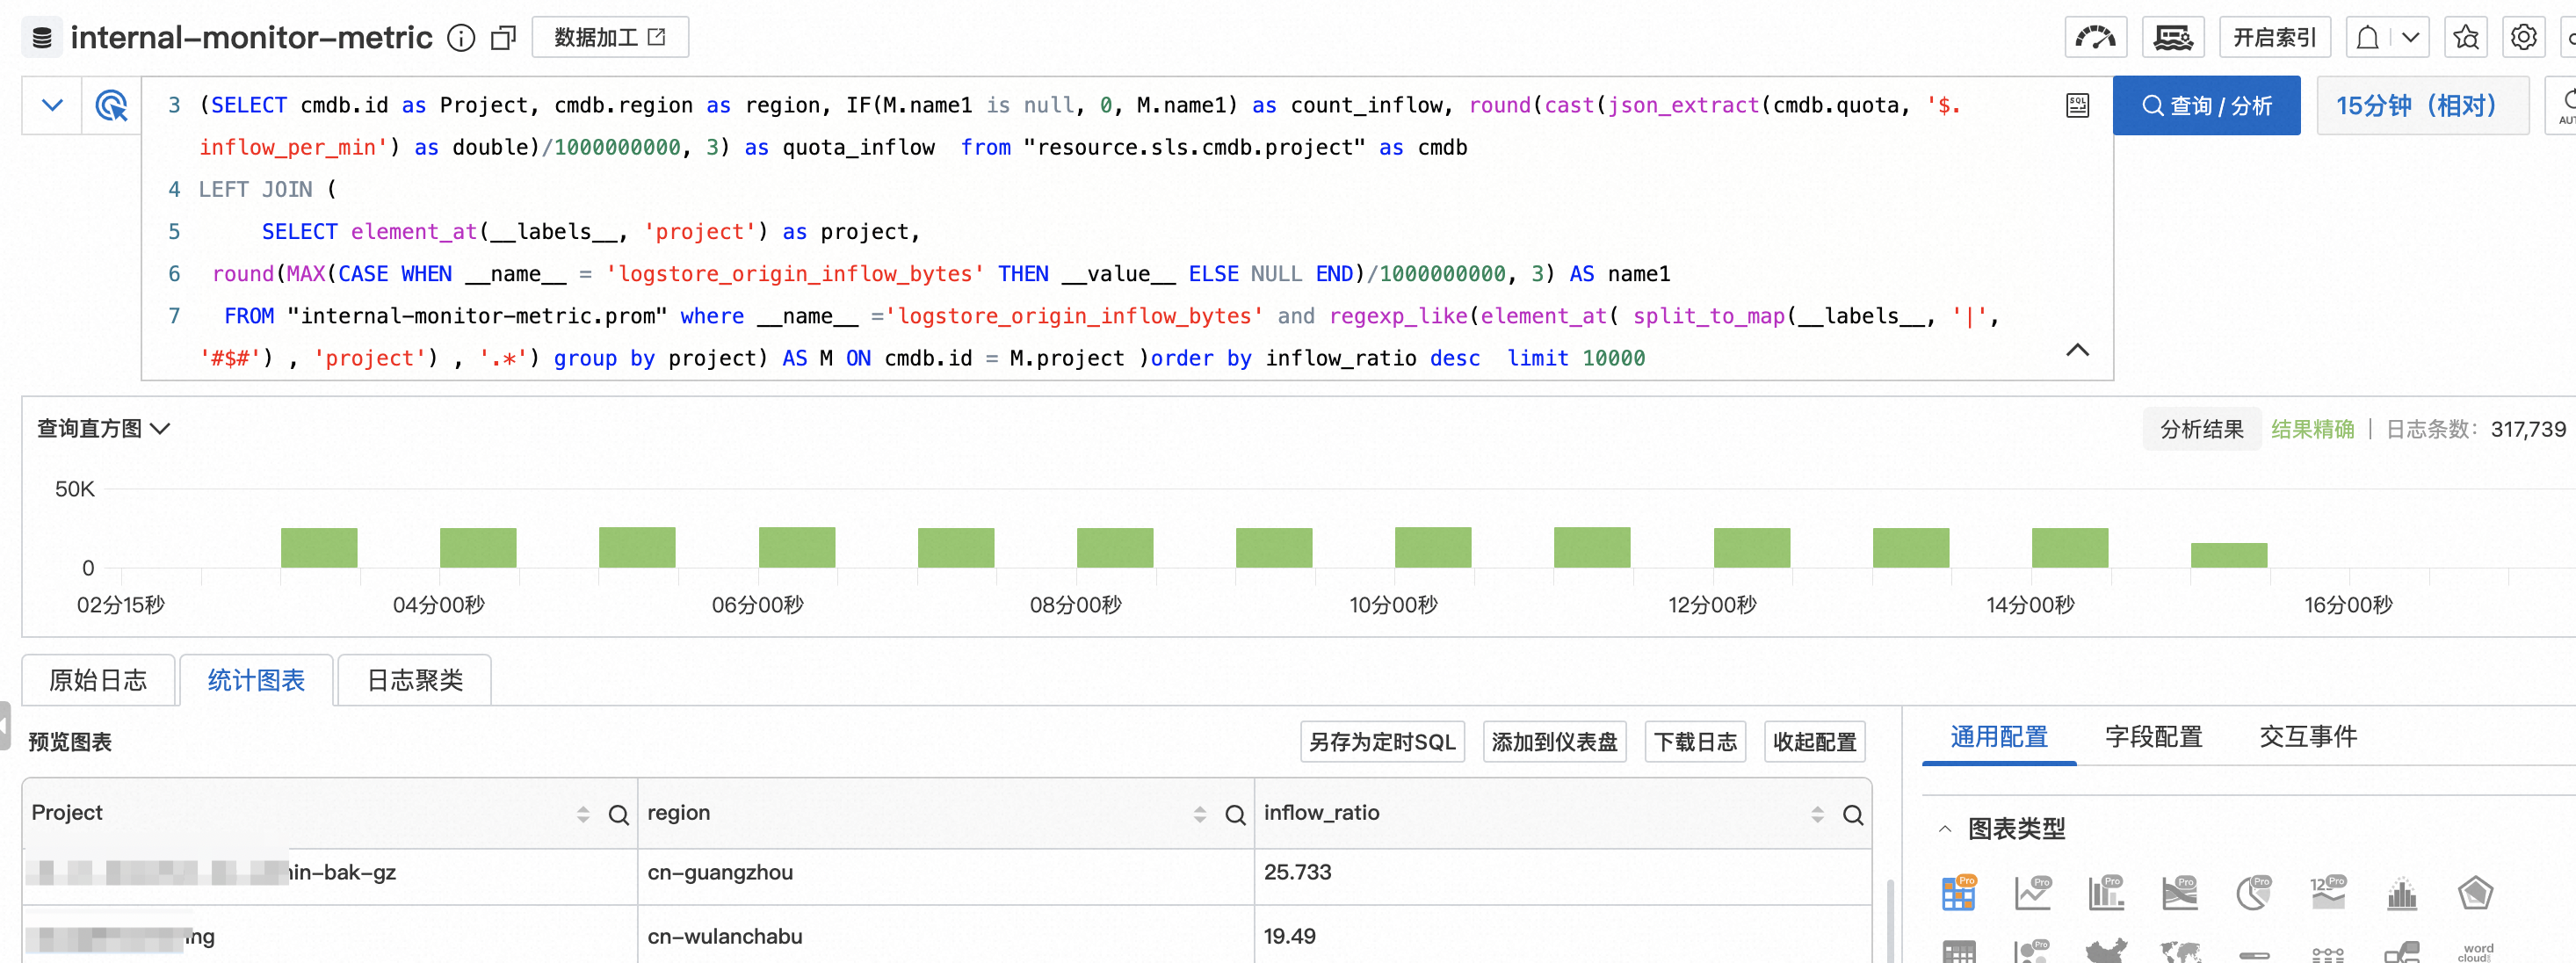 internal-monitor-metric 数据加工 开启索引
3 (SELECT cmdb.id as Project, cmdb.region as region, IF(M.name1 is null, 0, M.name1) as count_inflow, round(cast(json_extract(cmdb.quota, '$.
inflow_per_min') as double)/1000000000, 3) as quota_inflow  from "resource.sls.cmdb.project" as cmdb
4 LEFT JOIN (
5      SELECT element_at(__labels__, 'project') as project,
6  round(MAX(CASE WHEN __name__ = 'logstore_origin_inflow_bytes' THEN __value__ ELSE NULL END)/1000000000, 3) AS name1
7   FROM "internal-monitor-metric.prom" where __name__ ='logstore_origin_inflow_bytes' and regexp_like(element_at( split_to_map(__labels__, '|',
'#$#') , 'project') , '.*') group by project) AS M ON cmdb.id = M.project )order by inflow_ratio desc  limit 10000
SQL
查询 / 分析 15分钟（相对）
查询直方图 分析结果 结果精确 | 日志条数: 317,739
50K
0
02分15秒 04分00秒 06分00秒 08分00秒 10分00秒 12分00秒 14分00秒 16分00秒
原始日志 统计图表 日志聚类
预览图表 另存为定时SQL 添加到仪表盘 下载日志 收起配置
通用配置 字段配置 交互事件
Project region inflow_ratio
in-bak-gz cn-guangzhou 25.733
ng cn-wulanchabu 19.49
图表类型
Pro Pro Pro Pro Pro 123 Pro
Pro word
cloud